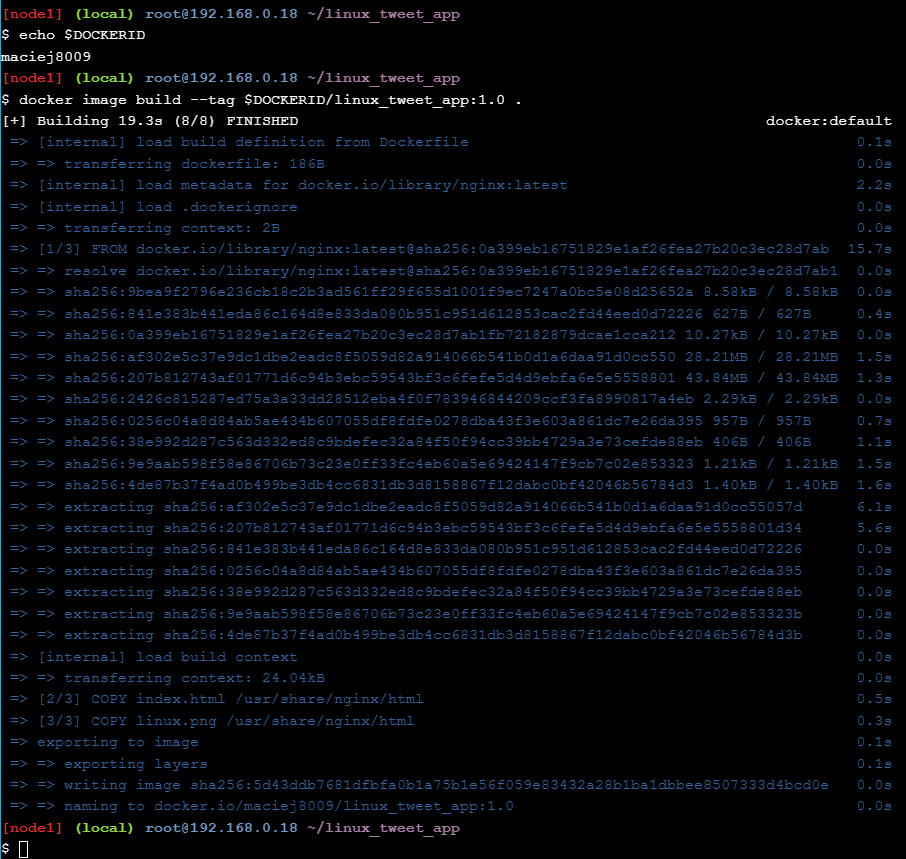 [node1] (local) root@192.168.0.18 ~/linux_tweet_app
$ echo $DOCKERID
maciej8009
[node1] (local) root@192.168.0.18 ~/linux_tweet_app
$ docker image build --tag $DOCKERID/linux_tweet_app:1.0 .
[+] Building 19.3s (8/8) FINISHED docker:default
=> [internal] load build definition from Dockerfile 0.1s
=> => transferring dockerfile: 186B 0.0s
=> [internal] load metadata for docker.io/library/nginx:latest 2.2s
=> [internal] load .dockerignore 0.0s
=> => transferring context: 2B 0.0s
=> [1/3] FROM docker.io/library/nginx:latest@sha256:0a399eb16751829e1af26fea27b20c3ec28d7ab 15.7s
=> => resolve docker.io/library/nginx:latest@sha256:0a399eb16751829e1af26fea27b20c3ec28d7ab1 0.0s
=> => sha256:9bea9f2796e236cb18c2b3ad561ff29f655d1001f9ec7247a0bc5e08d25652a 8.58kB / 8.58kB 0.0s
=> => sha256:841e383b441eda86c164d8e833da080b951c951d612853cac2fd44eed0d72226 627B / 627B 0.4s
=> => sha256:0a399eb16751829e1af26fea27b20c3ec28d7ab1fb72182879dcae1cca212 10.27kB / 10.27kB 0.0s
=> => sha256:af302e5c37e9dc1dbe2eadc8f5059d82a914066b541b0d1a6daa91d0cc550 28.21MB / 28.21MB 1.5s
=> => sha256:207b812743af01771d6c94b3ebc59543bf3c6fefe5d4d9ebfa6e5e5558801 43.84MB / 43.84MB 1.3s
=> => sha256:2426c815287ed75a3a33dd28512eba4f0f783946844209ccf3fa8990817a4eb 2.29kB / 2.29kB 0.0s
=> => sha256:0256c04a8d84ab5ae434b607055df8fdfe0278dba43f3e603a861dc7e26da395 957B / 957B 0.7s
=> => sha256:38e992d287c563d332ed8c9bdefec32a84f50f94cc39bb4729a3e73cefde88eb 406B / 406B 1.1s
=> => sha256:9e9aab598f58e86706b73c23e0ff33fc4eb60a5e69424147f9cb7c02e853323 1.21kB / 1.21kB 1.5s
=> => sha256:4de87b37f4ad0b499be3db4cc6831db3d8158867f12dabc0bf42046b56784d3 1.40kB / 1.40kB 1.6s
=> => extracting sha256:af302e5c37e9dc1dbe2eadc8f5059d82a914066b541b0d1a6daa91d0cc55057d 6.1s
=> => extracting sha256:207b812743af01771d6c94b3ebc59543bf3c6fefe5d4d9ebfa6e5e5558801d34 5.6s
=> => extracting sha256:841e383b441eda86c164d8e833da080b951c951d612853cac2fd44eed0d72226 0.0s
=> => extracting sha256:0256c04a8d84ab5ae434b607055df8fdfe0278dba43f3e603a861dc7e26da395 0.0s
=> => extracting sha256:38e992d287c563d332ed8c9bdefec32a84f50f94cc39bb4729a3e73cefde88eb 0.0s
=> => extracting sha256:9e9aab598f58e86706b73c23e0ff33fc4eb60a5e69424147f9cb7c02e853323b 0.0s
=> => extracting sha256:4de87b37f4ad0b499be3db4cc6831db3d8158867f12dabc0bf42046b56784d3b 0.0s
=> [internal] load build context 0.0s
=> => transferring context: 24.04kB 0.0s
=> [2/3] COPY index.html /usr/share/nginx/html 0.5s
=> [3/3] COPY linux.png /usr/share/nginx/html 0.3s
=> exporting to image 0.1s
=> => exporting layers 0.1s
=> => writing image sha256:5d43ddb7681dfbfa0b1a75b1e56f059e83432a28b1ba1dbbee8507333d4bcd0e 0.0s
=> => naming to docker.io/maciej8009/linux_tweet_app:1.0 0.0s
[node1] (local) root@192.168.0.18 ~/linux_tweet_app
$